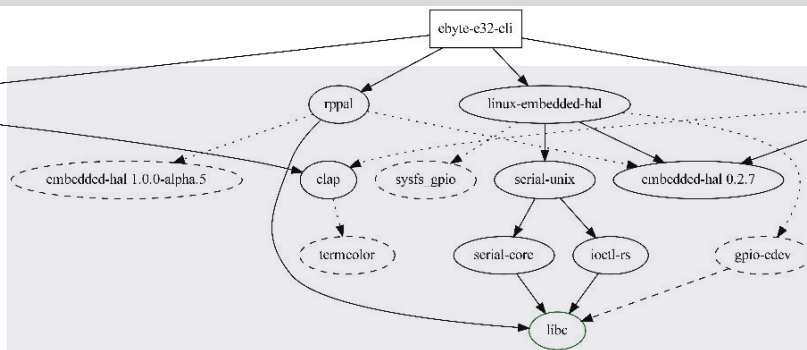 ebyte-e32-cli
rppal
linux-embedded-hal
embedded-hal 1.0.0-alpha.5
clap
sysfs_gpio
serial-unix
embedded-hal 0.2.7
termcolor
serial-core
ioctl-rs
gpio-cdev
libc